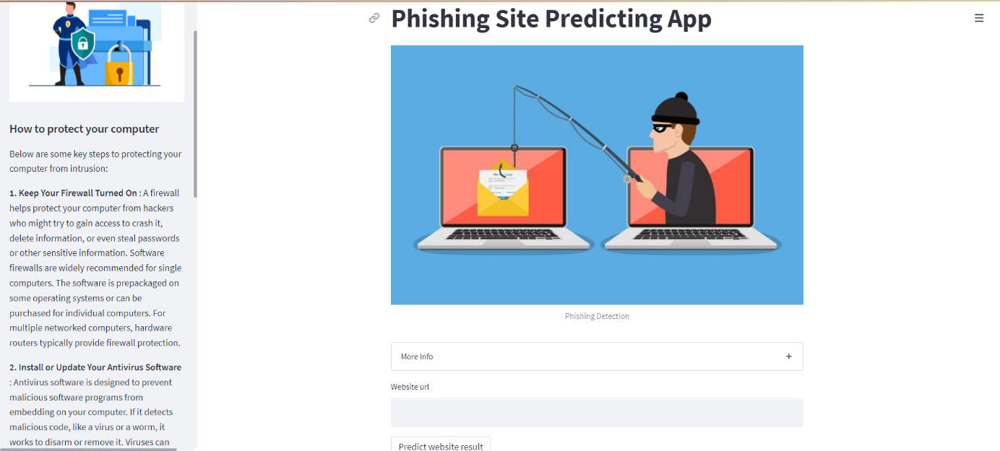 How to protect your computer
Below are some key steps to protecting your
computer from intrusion:
1. Keep Your Firewall Turned On : A firewall
helps protect your computer from hackers
who might try to gain access to crash it,
delete information, or even steal passwords
or other sensitive information. Software
firewalls are widely recommended for single
computers. The software is prepackaged on
some operating systems or can be
purchased for individual computers. For
multiple networked computers, hardware
routers typically provide firewall protection.
2. Install or Update Your Antivirus Software
: Antivirus software is designed to prevent
malicious software programs from
embedding on your computer. If it detects
malicious code, like a virus or a worm, it
works to disarm or remove it. Viruses can
Phishing Site Predicting App
Phishing Detection
More Info +
Website url
Predict website result